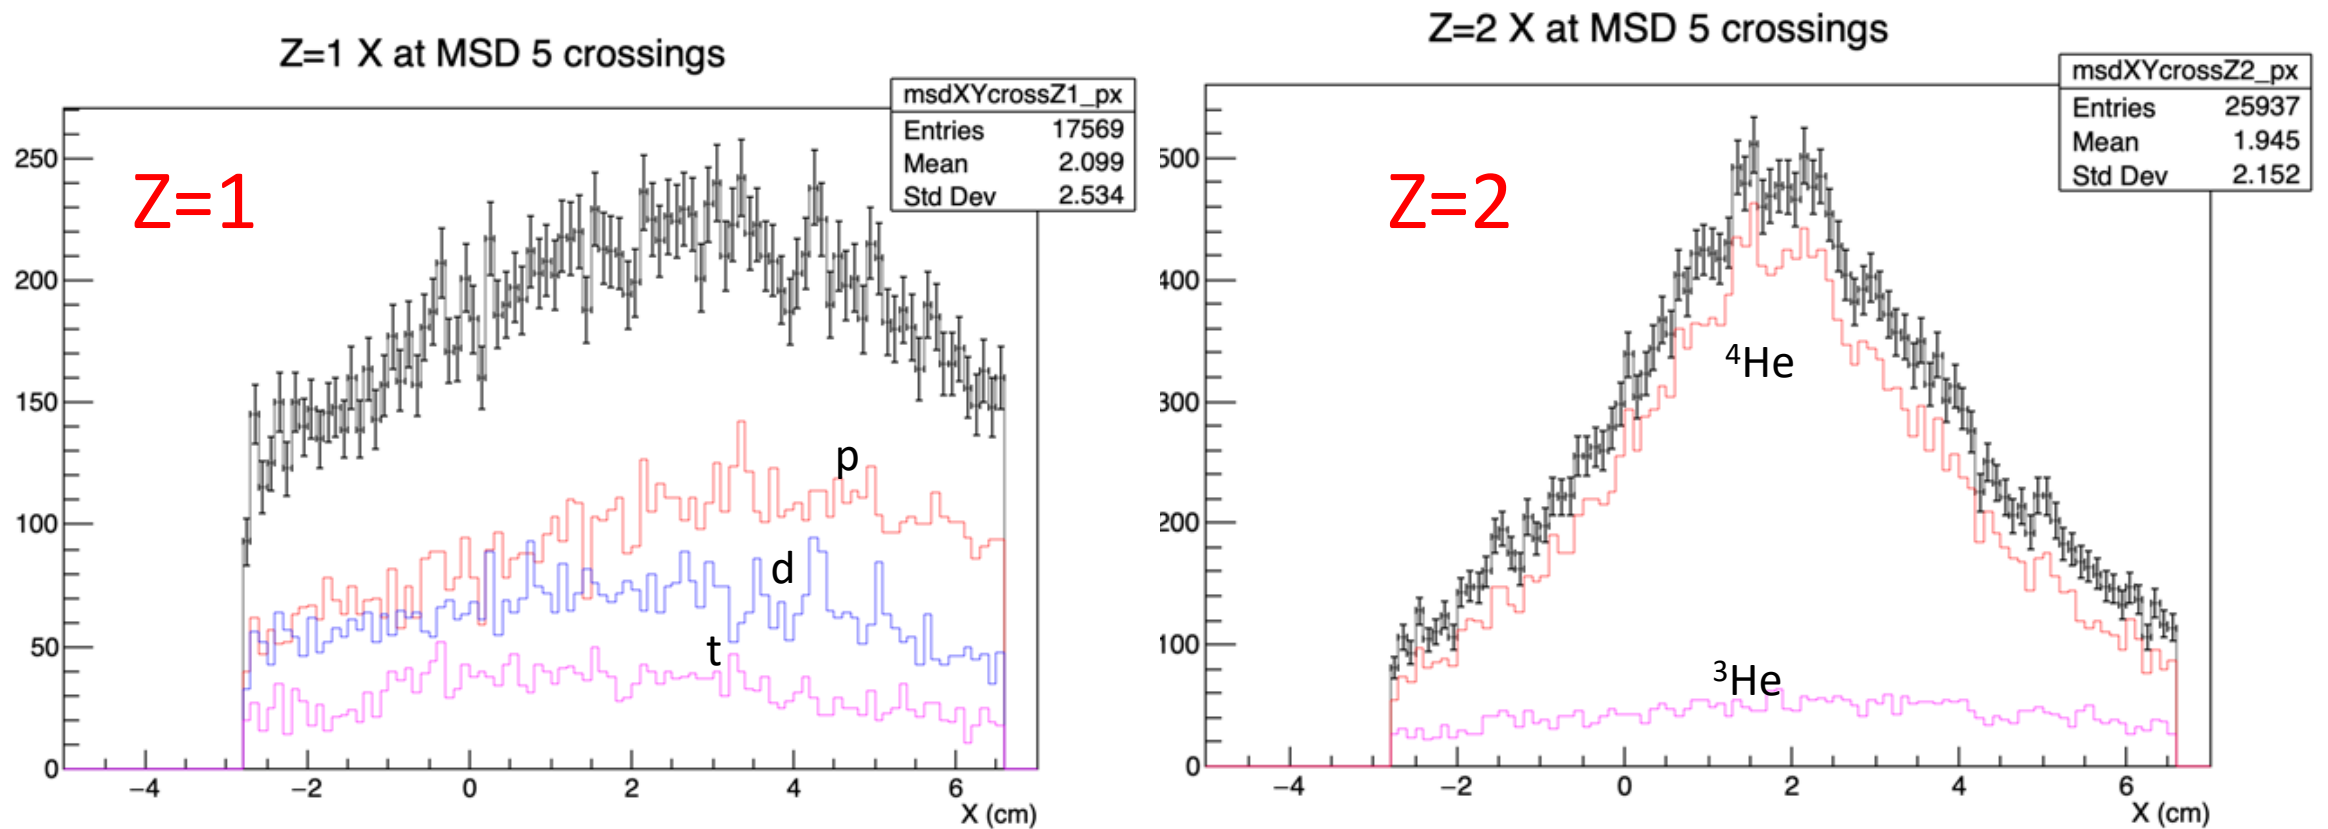 Z=1 X at MSD 5 crossings
msdXYcrossZ1_px
Entries 17569
Mean 2.099
Std Dev 2.534
Z=1
250
200
150
100
50
0
p
d
t
−4 −2 0 2 4 6
X (cm)
Z=2 X at MSD 5 crossings
msdXYcrossZ2_px
Entries 25937
Mean 1.945
Std Dev 2.152
Z=2
500
400
300
200
100
0
⁴He
³He
−4 −2 0 2 4 6
X (cm)